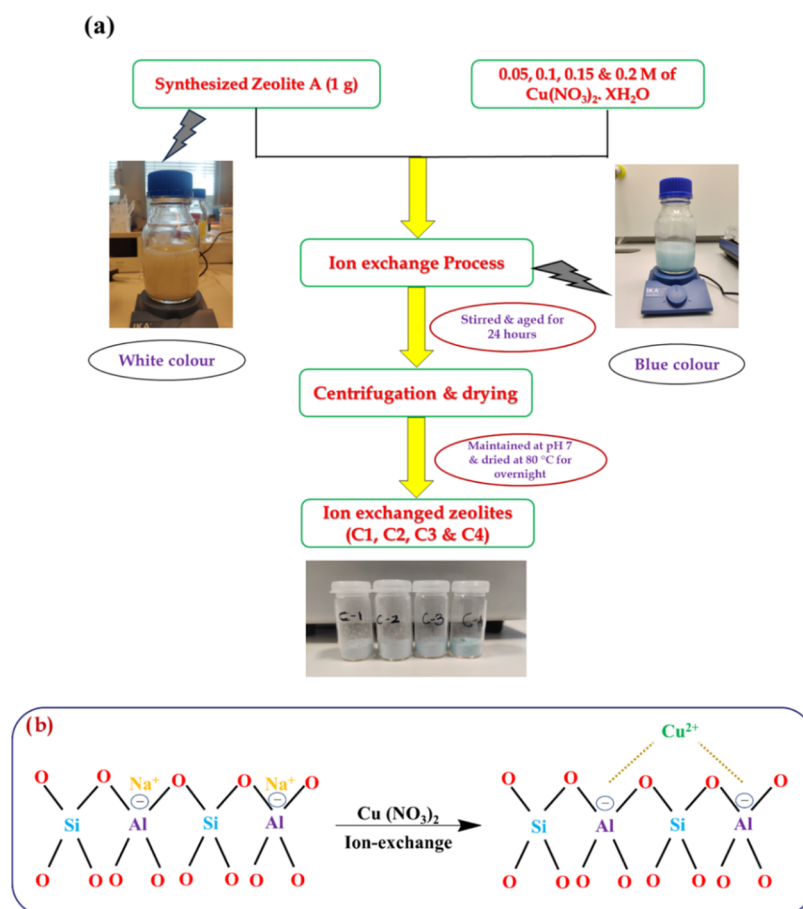 (a)
Synthesized Zeolite A (1 g)
0.05, 0.1, 0.15 & 0.2 M of
Cu(NO₃)₂. XH₂O
Ion exchange Process
IKA
IKA
Stirred & aged for
24 hours
White colour
Blue colour
Centrifugation & drying
Maintained at pH 7
& dried at 80 °C for
overnight
Ion exchanged zeolites
(C1, C2, C3 & C4)
C-1 C-2 C-3
(b)
Cu²⁺
O O Na⁺ O O Na⁺ O O O O O O
− − − −
Si Al Si Al Cu (NO₃)₂ Si Al Si Al
Ion-exchange
O O O O O O O O O O O O O O O O